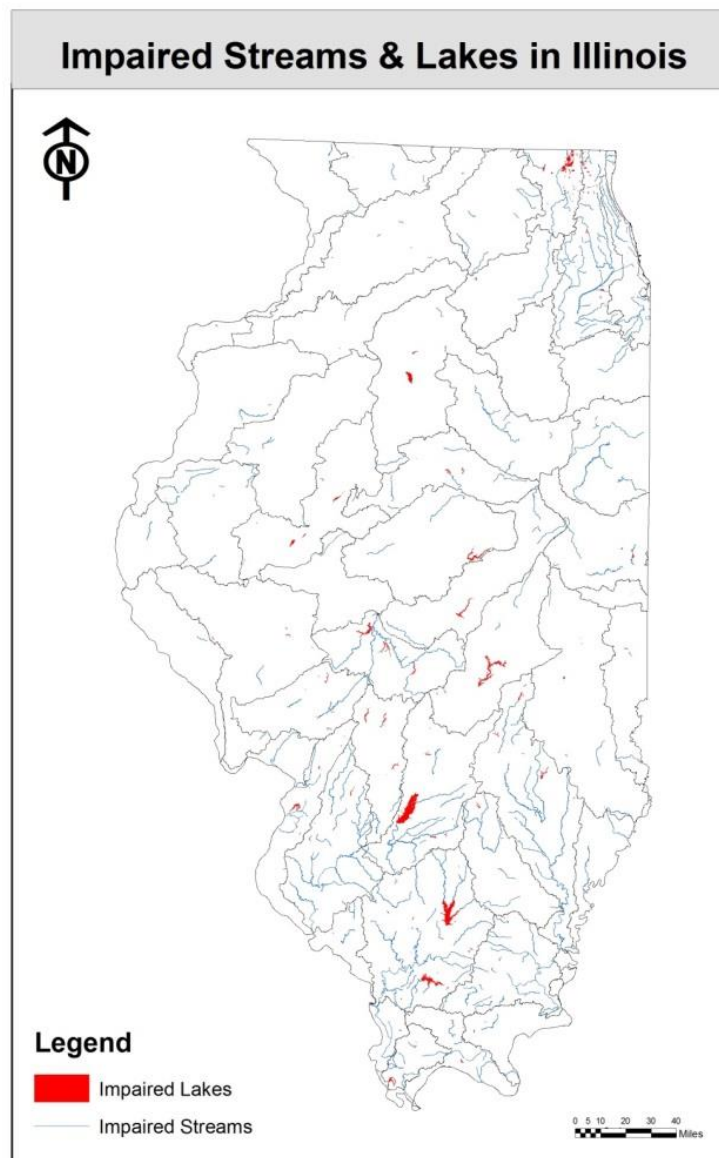 Impaired Streams & Lakes in Illinois
N
Legend
Impaired Lakes
Impaired Streams
0 5 10 20 30 40
Miles